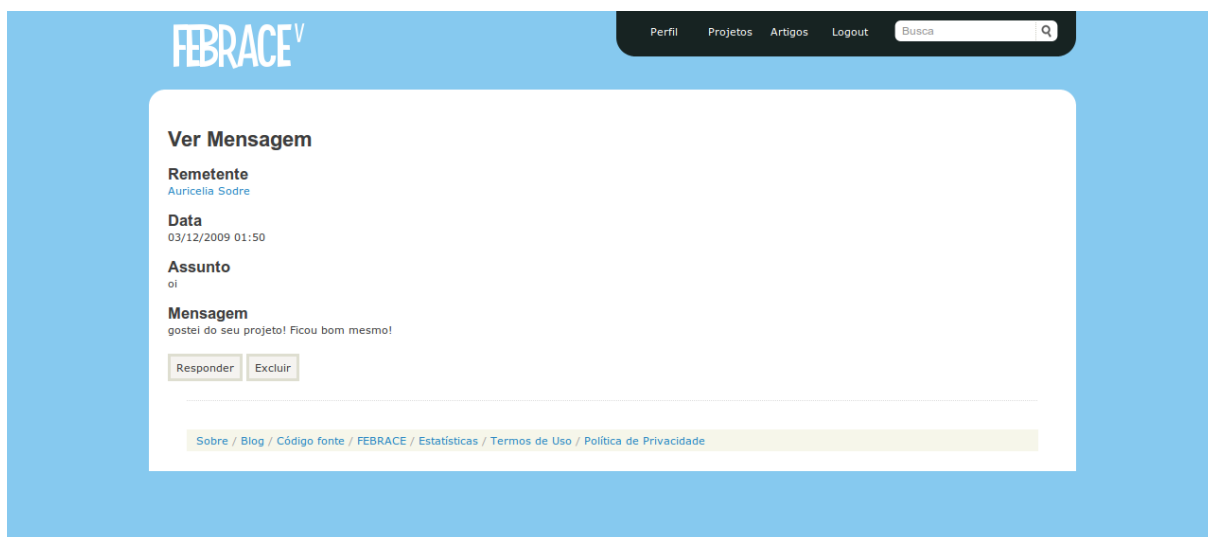 FEBRACE V
Perfil Projetos Artigos Logout Busca
Ver Mensagem
Remetente
Auricelia Sodre
Data
03/12/2009 01:50
Assunto
oi
Mensagem
gostei do seu projeto! Ficou bom mesmo!
Responder Excluir
Sobre / Blog / Código fonte / FEBRACE / Estatísticas / Termos de Uso / Política de Privacidade